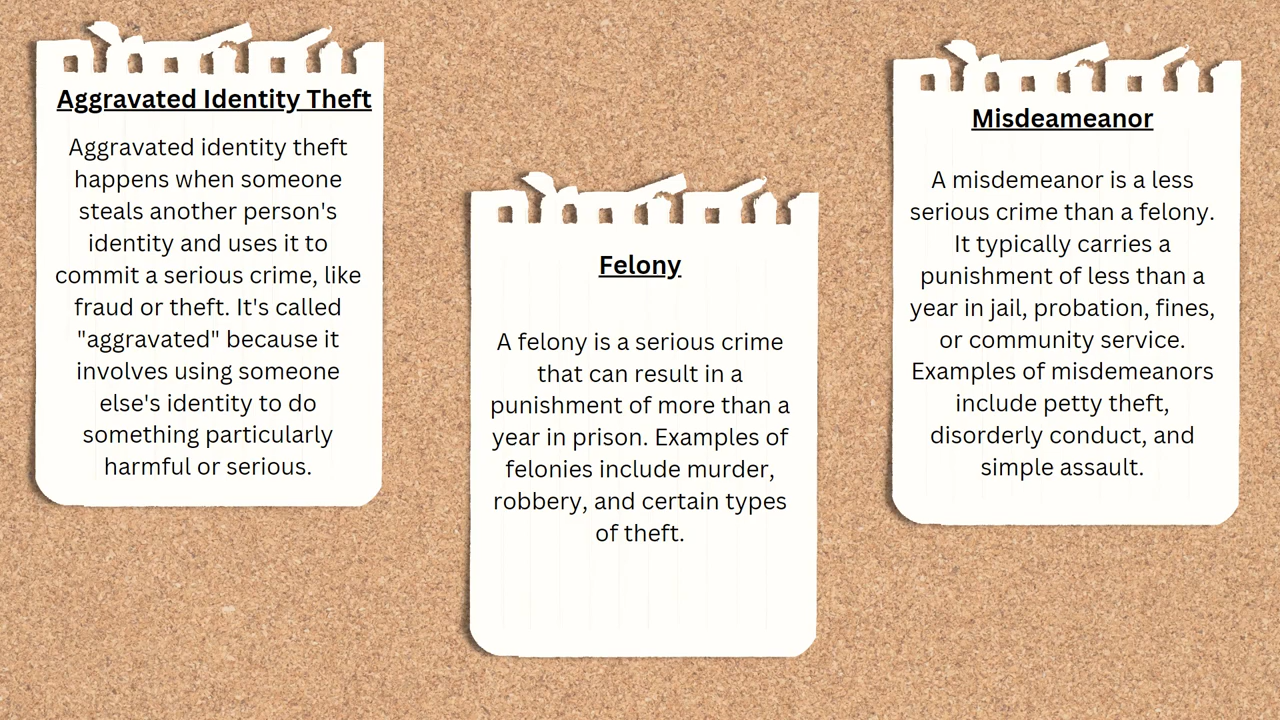 Aggravated Identity Theft
Aggravated identity theft
happens when someone
steals another person's
identity and uses it to
commit a serious crime, like
fraud or theft. It's called
"aggravated" because it
involves using someone
else's identity to do
something particularly
harmful or serious.
Felony
A felony is a serious crime
that can result in a
punishment of more than a
year in prison. Examples of
felonies include murder,
robbery, and certain types
of theft.
Misdeameanor
A misdemeanor is a less
serious crime than a felony.
It typically carries a
punishment of less than a
year in jail, probation, fines,
or community service.
Examples of misdemeanors
include petty theft,
disorderly conduct, and
simple assault.